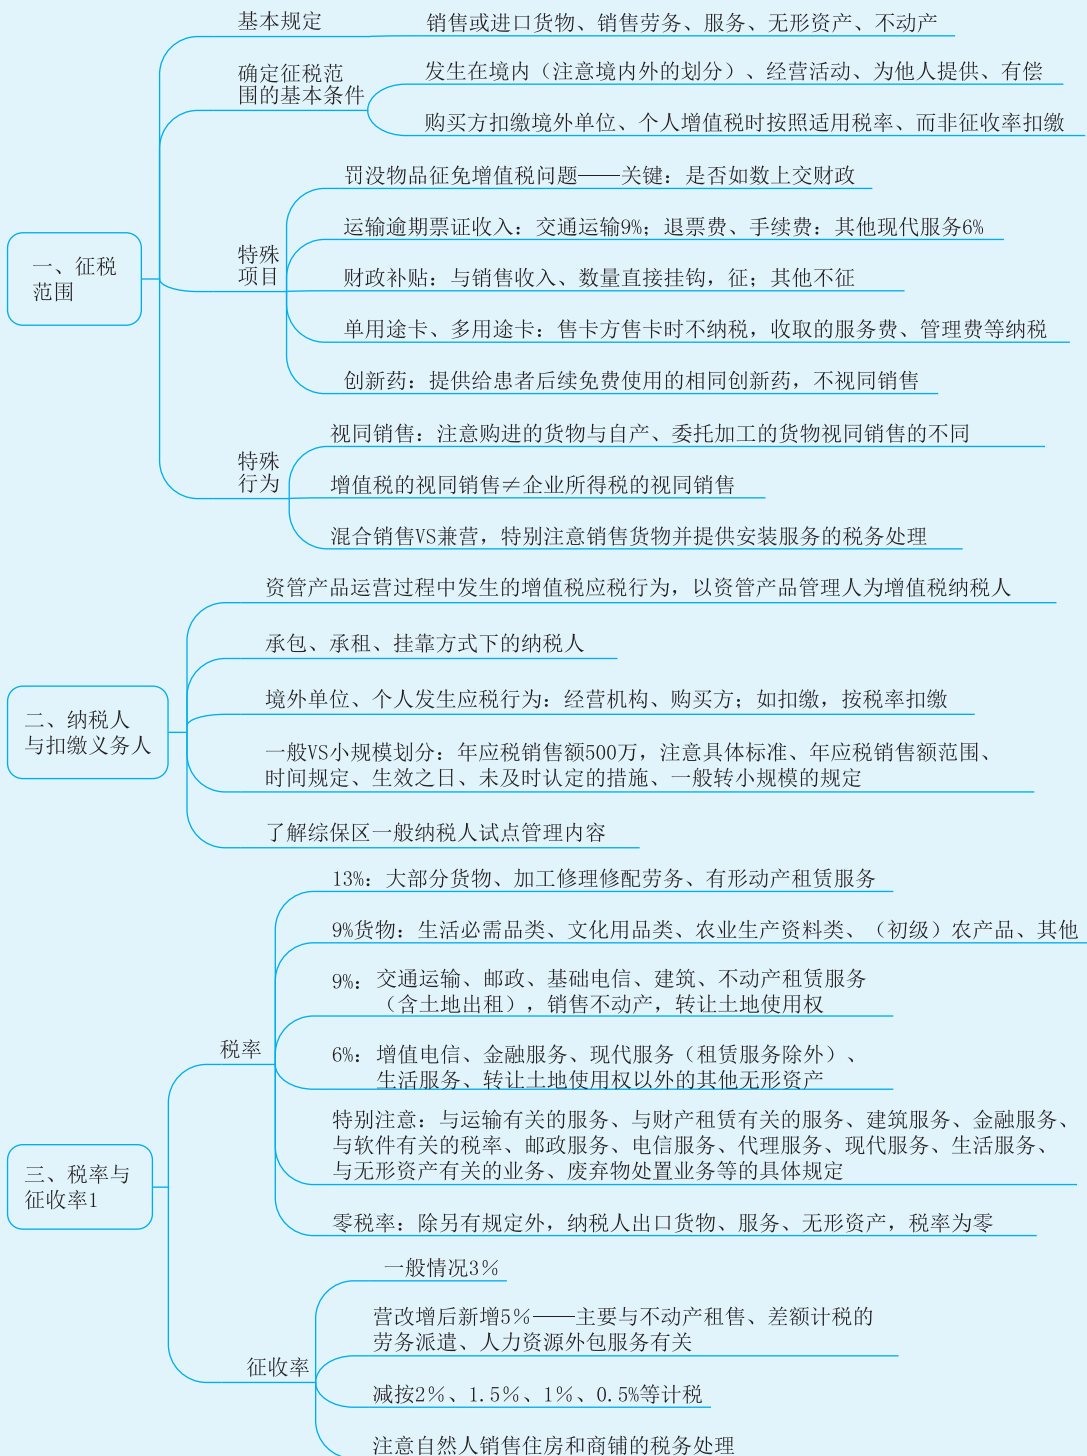 一、征税
范围
基本规定
销售或进口货物、销售劳务、服务、无形资产、不动产
确定征税范
围的基本条件
发生在境内（注意境内外的划分）、经营活动、为他人提供、有偿
购买方扣缴境外单位、个人增值税时按照适用税率、而非征收率扣缴
特殊
项目
罚没物品征免增值税问题——关键：是否如数上交财政
运输逾期票证收入：交通运输9%；退票费、手续费：其他现代服务6%
财政补贴：与销售收入、数量直接挂钩，征；其他不征
单用途卡、多用途卡：售卡方售卡时不纳税，收取的服务费、管理费等纳税
创新药：提供给患者后续免费使用的相同创新药，不视同销售
特殊
行为
视同销售：注意购进的货物与自产、委托加工的货物视同销售的不同
增值税的视同销售≠企业所得税的视同销售
混合销售VS兼营，特别注意销售货物并提供安装服务的税务处理
二、纳税人
与扣缴义务人
资管产品运营过程中发生的增值税应税行为，以资管产品管理人为增值税纳税人
承包、承租、挂靠方式下的纳税人
境外单位、个人发生应税行为：经营机构、购买方；如扣缴，按税率扣缴
一般VS小规模划分：年应税销售额500万，注意具体标准、年应税销售额范围、
时间规定、生效之日、未及时认定的措施、一般转小规模的规定
了解综保区一般纳税人试点管理内容
三、税率与
征收率1
税率
13%：大部分货物、加工修理修配劳务、有形动产租赁服务
9%货物：生活必需品类、文化用品类、农业生产资料类、（初级）农产品、其他
9%：交通运输、邮政、基础电信、建筑、不动产租赁服务
（含土地出租），销售不动产，转让土地使用权
6%：增值电信、金融服务、现代服务（租赁服务除外）、
生活服务、转让土地使用权以外的其他无形资产
特别注意：与运输有关的服务、与财产租赁有关的服务、建筑服务、金融服务、
与软件有关的税率、邮政服务、电信服务、代理服务、现代服务、生活服务、
与无形资产有关的业务、废弃物处置业务等的具体规定
零税率：除另有规定外，纳税人出口货物、服务、无形资产，税率为零
征收率
一般情况3%
营改增后新增5%——主要与不动产租售、差额计税的
劳务派遣、人力资源外包服务有关
减按2%、1.5%、1%、0.5%等计税
注意自然人销售住房和商铺的税务处理